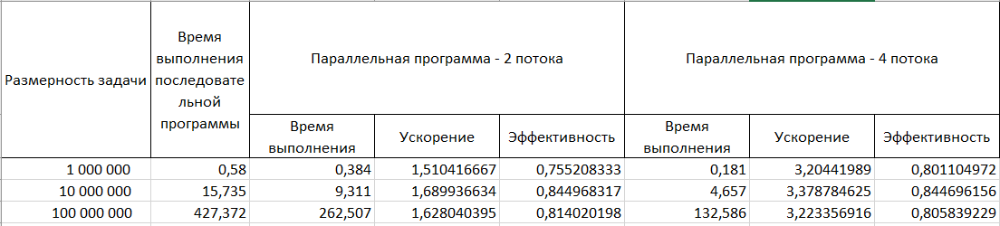 Размерность задачи
Время
выполнения
последовате
льной
программы
Параллельная программа - 2 потока
Параллельная программа - 4 потока
Время
выполнения
Ускорение
Эффективность
Время
выполнения
Ускорение
Эффективность
1 000 000 0,58 0,384 1,510416667 0,755208333 0,181 3,20441989 0,801104972
10 000 000 15,735 9,311 1,689936634 0,844968317 4,657 3,378784625 0,844696156
100 000 000 427,372 262,507 1,628040395 0,814020198 132,586 3,223356916 0,805839229